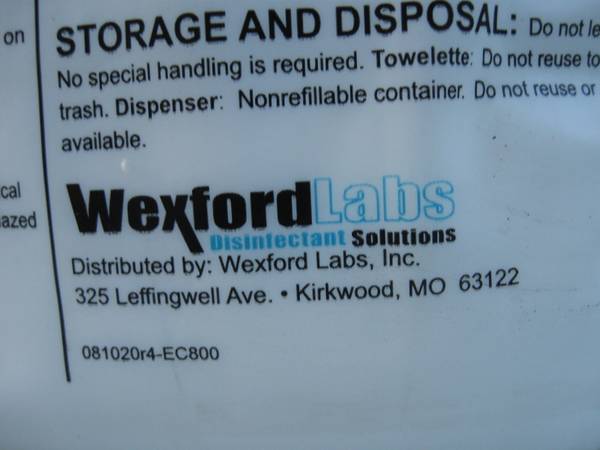 on
STORAGE AND DISPOSAL: Do not le
No special handling is required. Towelette: Do not reuse to
trash. Dispenser: Nonrefillable container. Do not reuse or
available.
cal
azed
WexfordLabs
Disinfectant Solutions
Distributed by: Wexford Labs, Inc.
325 Leffingwell Ave. • Kirkwood, MO 63122
081020r4-EC800